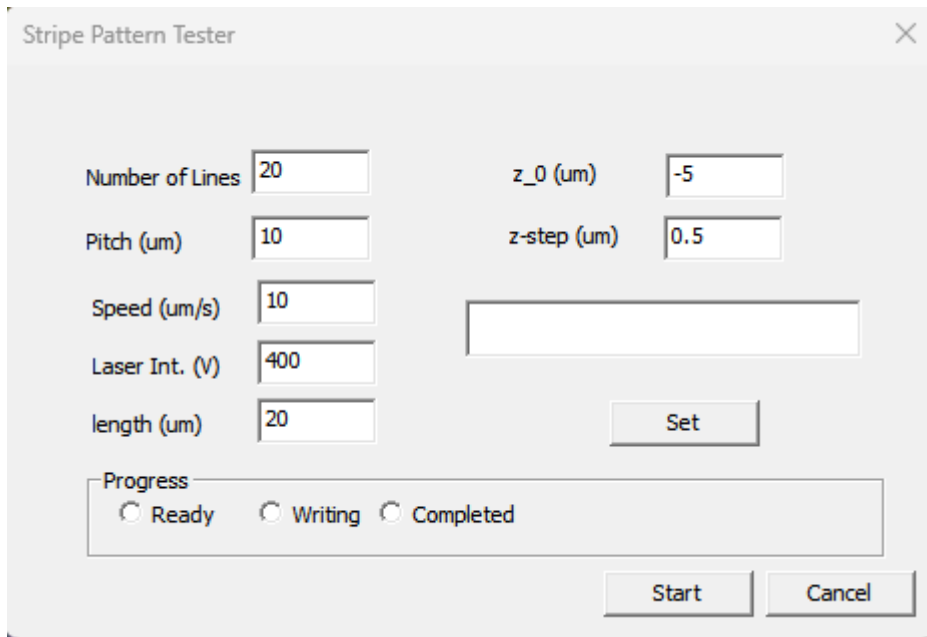 Stripe Pattern Tester
Number of Lines 20 z_0 (um) -5
Pitch (um) 10 z-step (um) 0.5
Speed (um/s) 10
Laser Int. (V) 400
length (um) 20
Set
Progress
Ready Writing Completed
Start Cancel